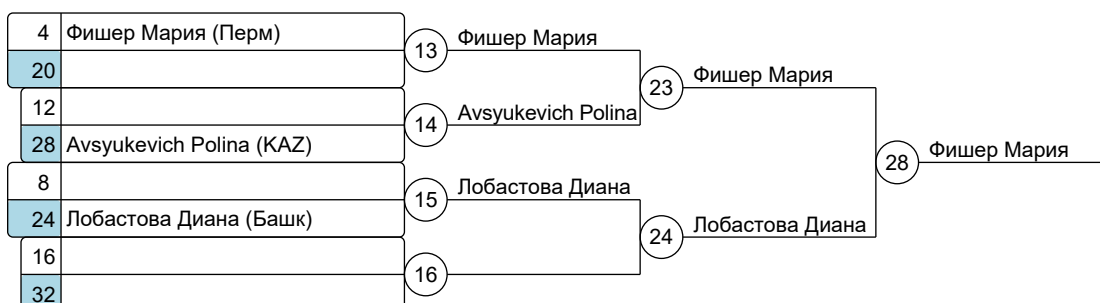 4 Фишер Мария (Перм)
20
12
28 Avsyukevich Polina (KAZ)
8
24 Лобастова Диана (Башк)
16
32
13 Фишер Мария
14 Avsyukevich Polina
15 Лобастова Диана
16
23 Фишер Мария
24 Лобастова Диана
28 Фишер Мария